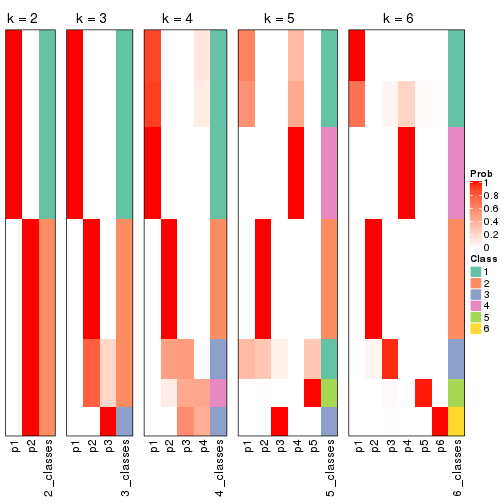 k = 2
k = 3
k = 4
k = 5
k = 6
Prob
1
0.8
0.6
0.4
0.2
0
Class
1
2
3
4
5
6
p1
p2
2_classes
p1
p2
p3
3_classes
p1
p2
p3
p4
4_classes
p1
p2
p3
p4
p5
5_classes
p1
p2
p3
p4
p5
p6
6_classes